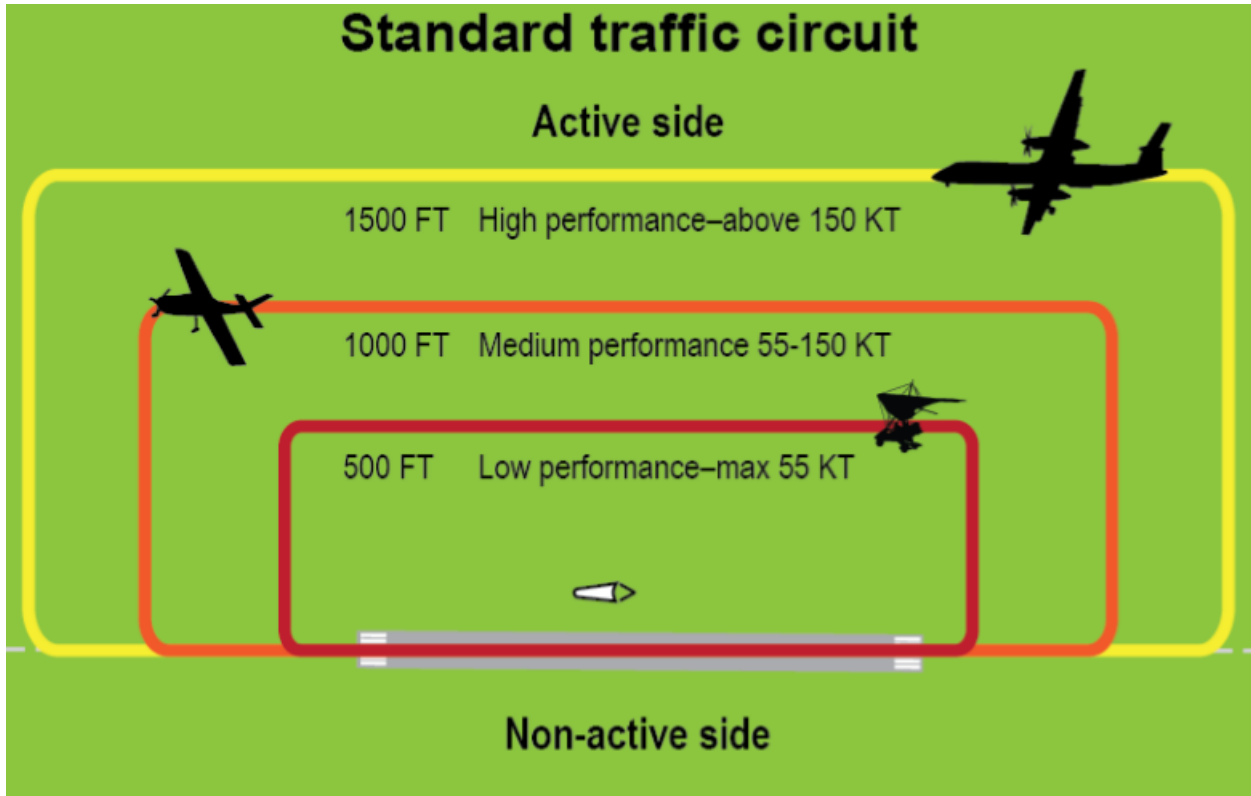 Standard traffic circuit
Active side
1500 FT High performance–above 150 KT
1000 FT Medium performance 55-150 KT
500 FT Low performance–max 55 KT
Non-active side